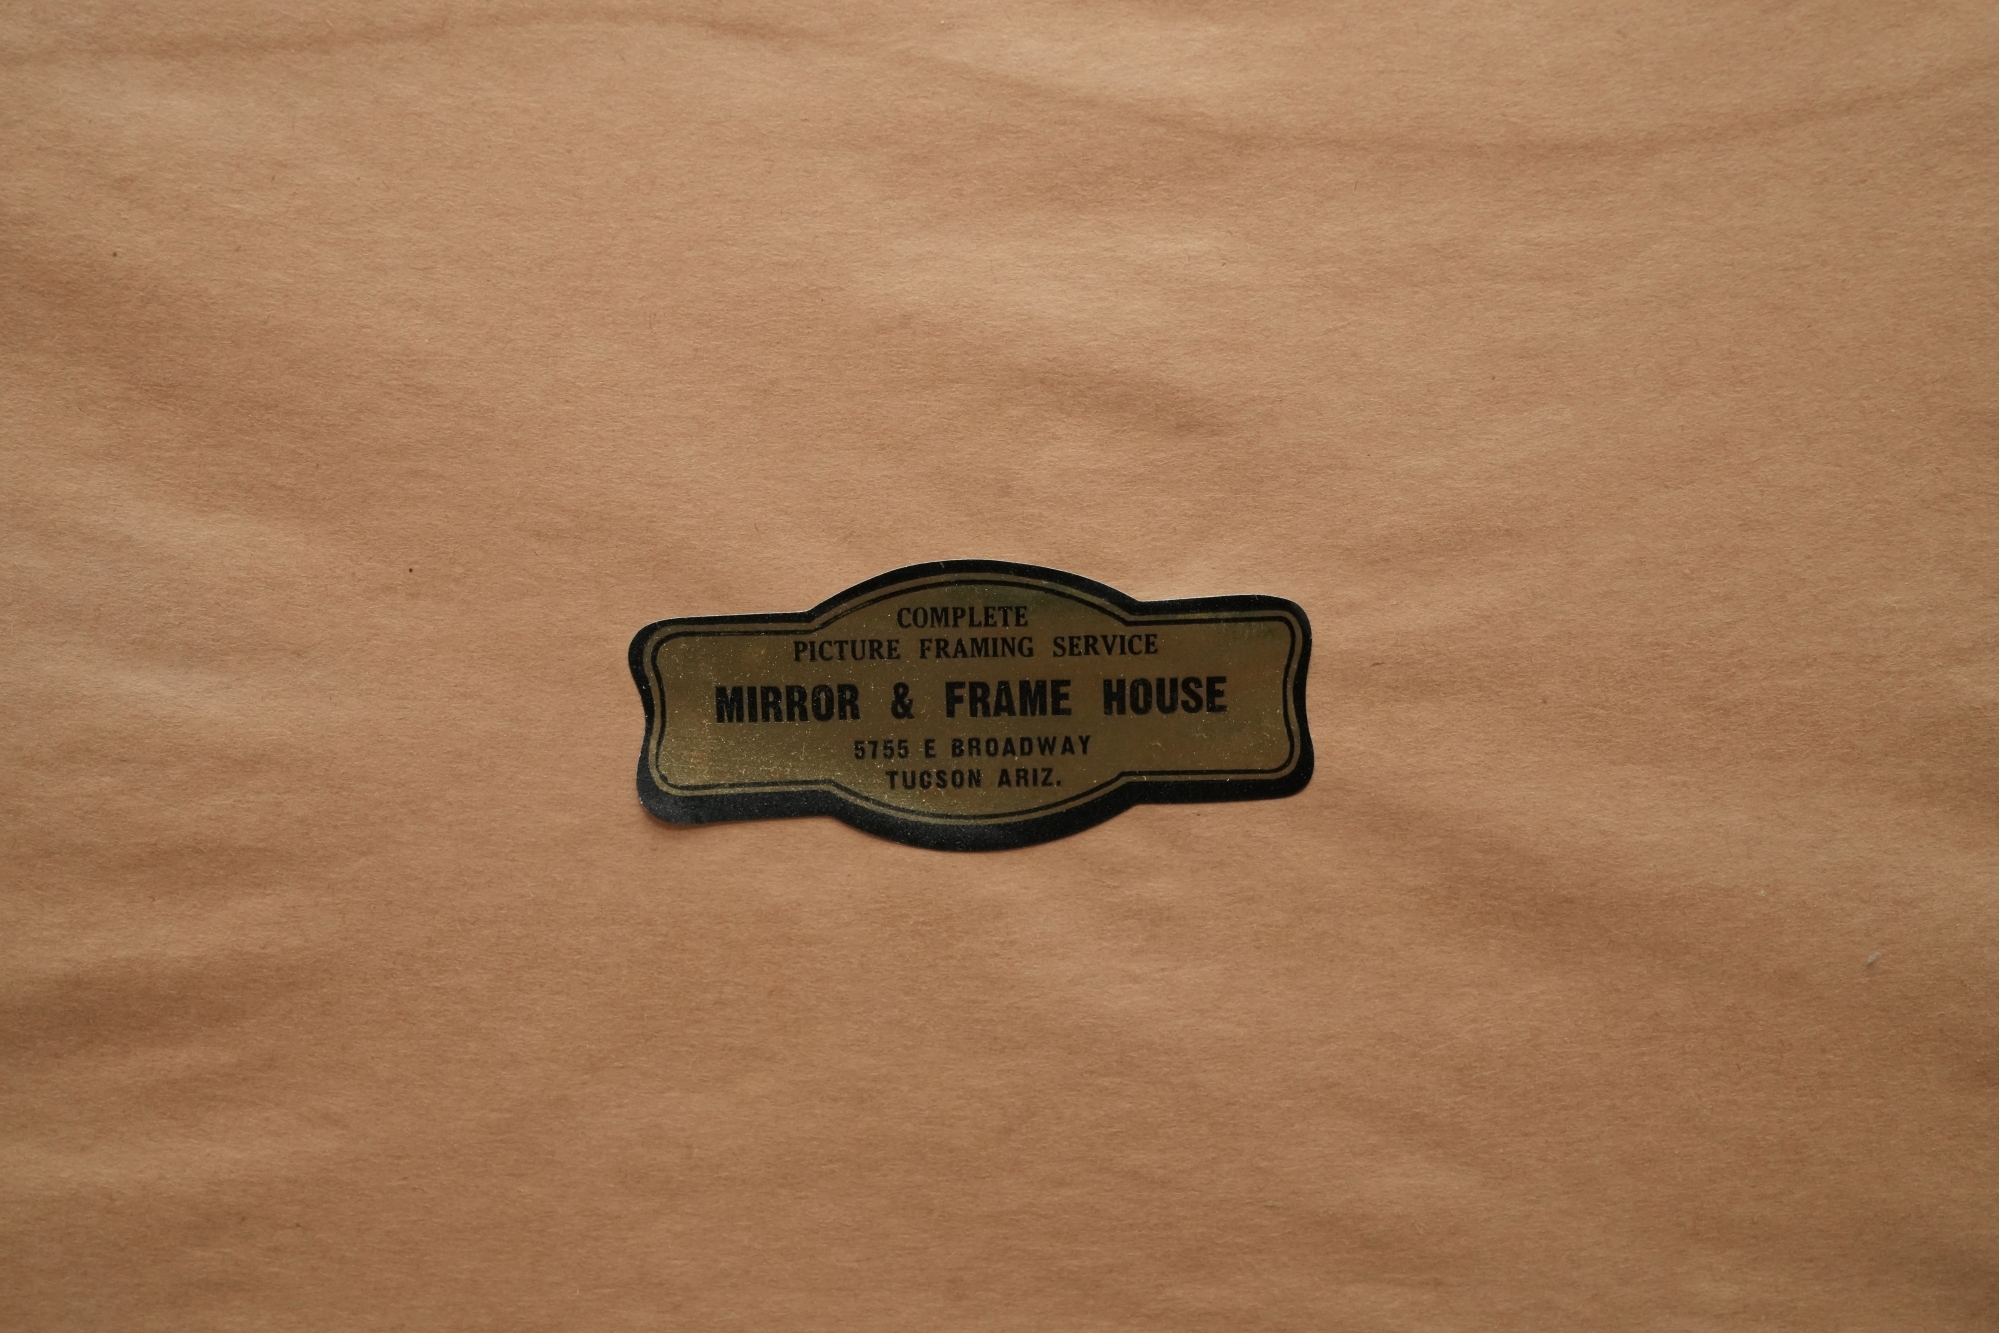 COMPLETE
PICTURE FRAMING SERVICE
MIRROR & FRAME HOUSE
5755 E BROADWAY
TUCSON ARIZ.